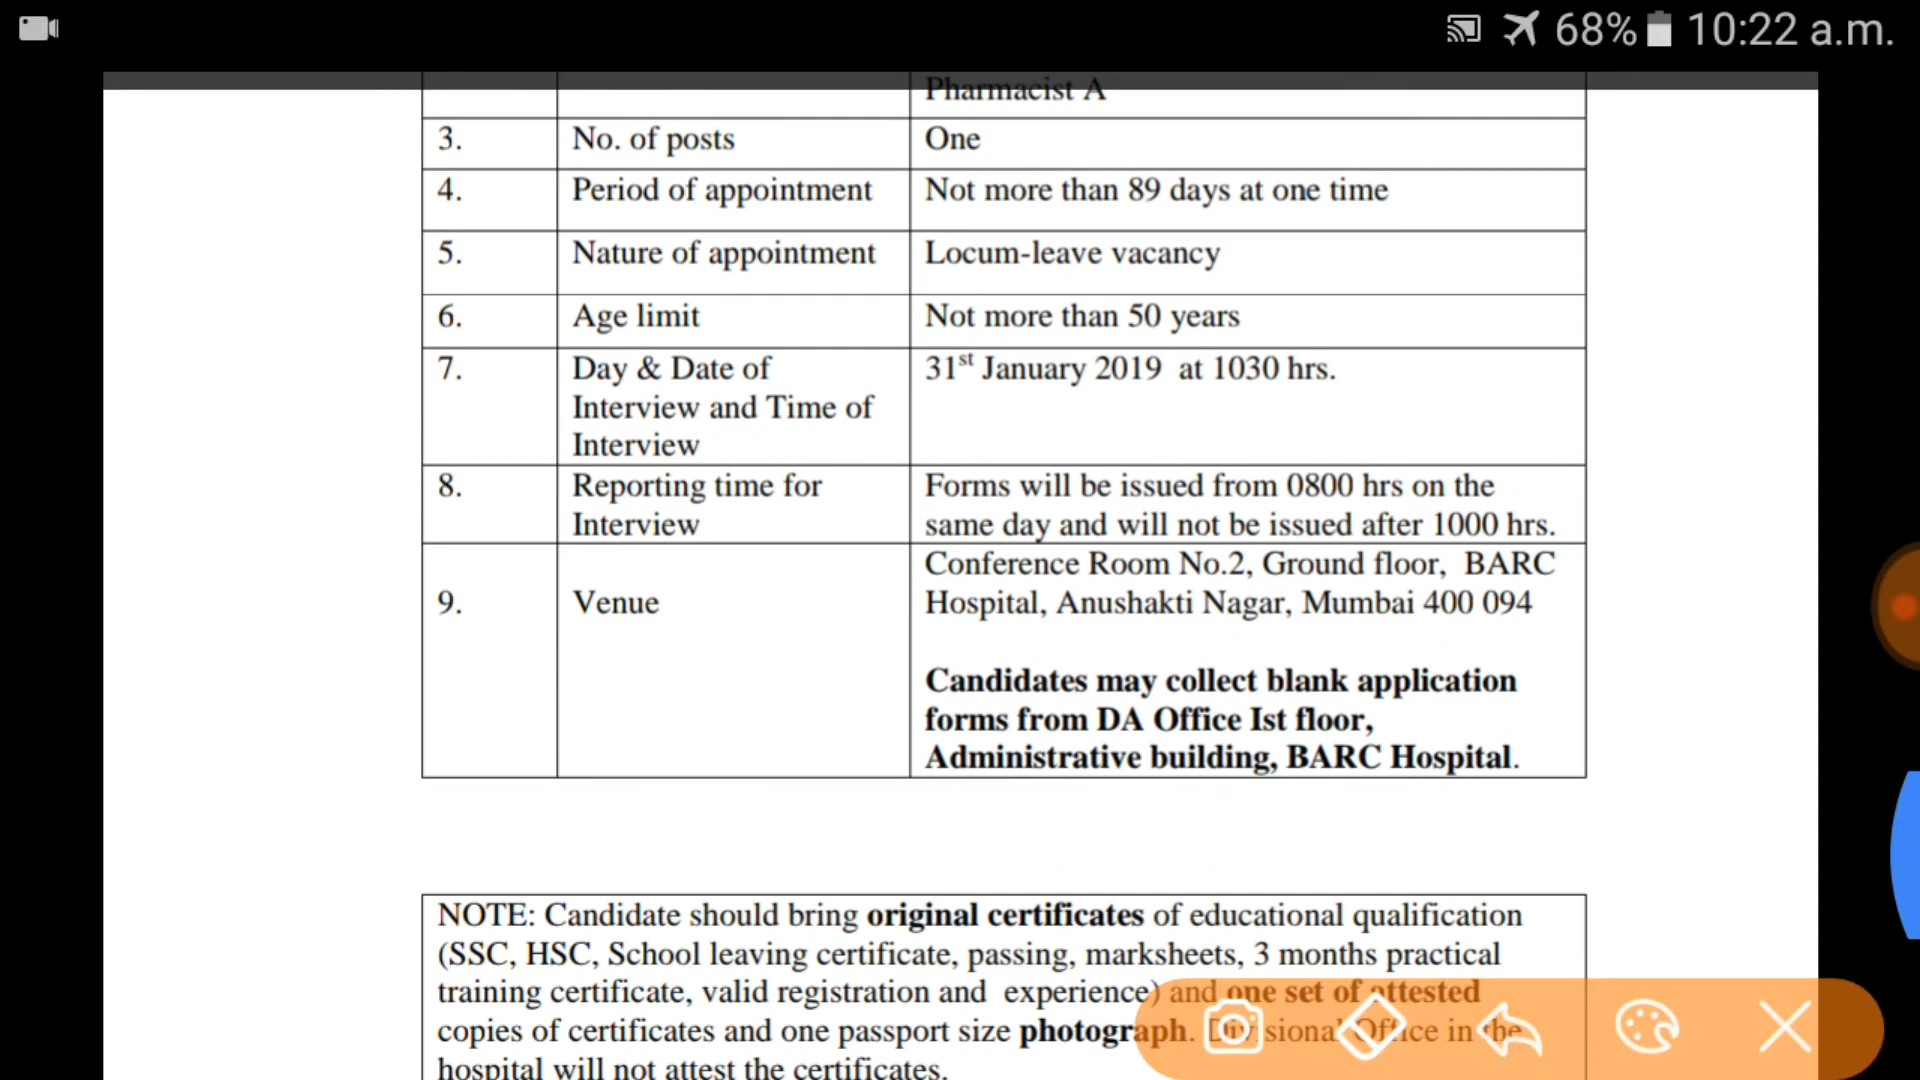 68% 10:22 a.m.
Pharmacist A
3. No. of posts One
4. Period of appointment Not more than 89 days at one time
5. Nature of appointment Locum-leave vacancy
6. Age limit Not more than 50 years
7. Day & Date of Interview and Time of Interview 31st January 2019 at 1030 hrs.
8. Reporting time for Interview Forms will be issued from 0800 hrs on the
same day and will not be issued after 1000 hrs.
9. Venue Conference Room No.2, Ground floor, BARC
Hospital, Anushakti Nagar, Mumbai 400 094
Candidates may collect blank application
forms from DA Office Ist floor,
Administrative building, BARC Hospital.
NOTE: Candidate should bring original certificates of educational qualification
(SSC, HSC, School leaving certificate, passing, marksheets, 3 months practical
training certificate, valid registration and experience) and one set of attested
copies of certificates and one passport size photograph. Divisional Office in the
hospital will not attest the certificates.